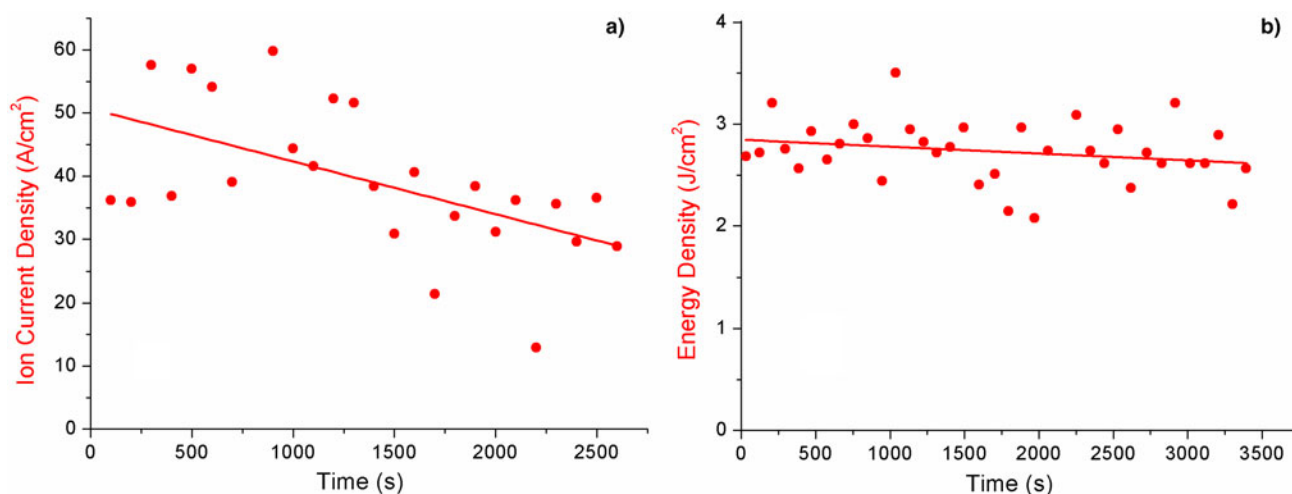 a)
Ion Current Density (A/cm²)
60
50
40
30
20
10
0
0 500 1000 1500 2000 2500
Time (s)
b)
Energy Density (J/cm²)
4
3
2
1
0
0 500 1000 1500 2000 2500 3000 3500
Time (s)